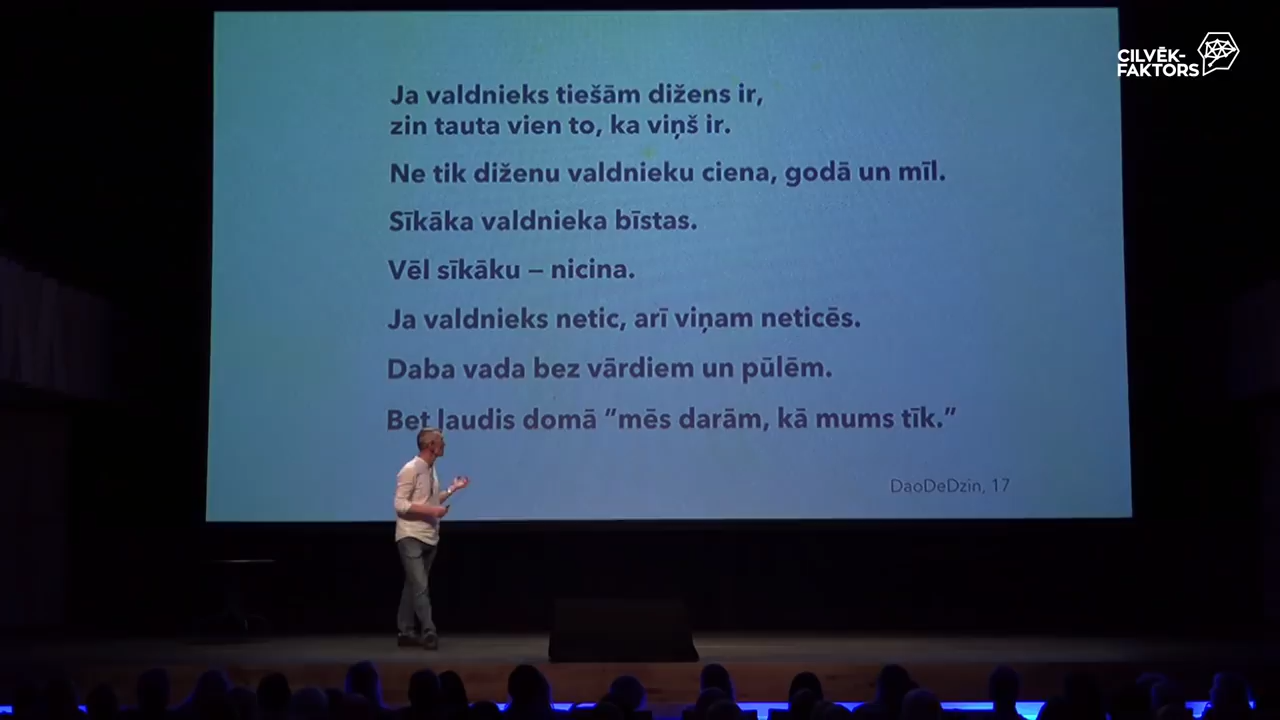 CILVĒK-
FAKTORS
Ja valdnieks tiešām dižens ir,
zin tauta vien to, ka viņš ir.
Ne tik diženu valdnieku ciena, godā un mīl.
Sīkāka valdnieka bīstas.
Vēl sīkāku – nicina.
Ja valdnieks netic, arī viņam neticēs.
Daba vada bez vārdiem un pūlēm.
Bet ļaudis domā "mēs darām, kā mums tīk."
DaoDeDzin, 17